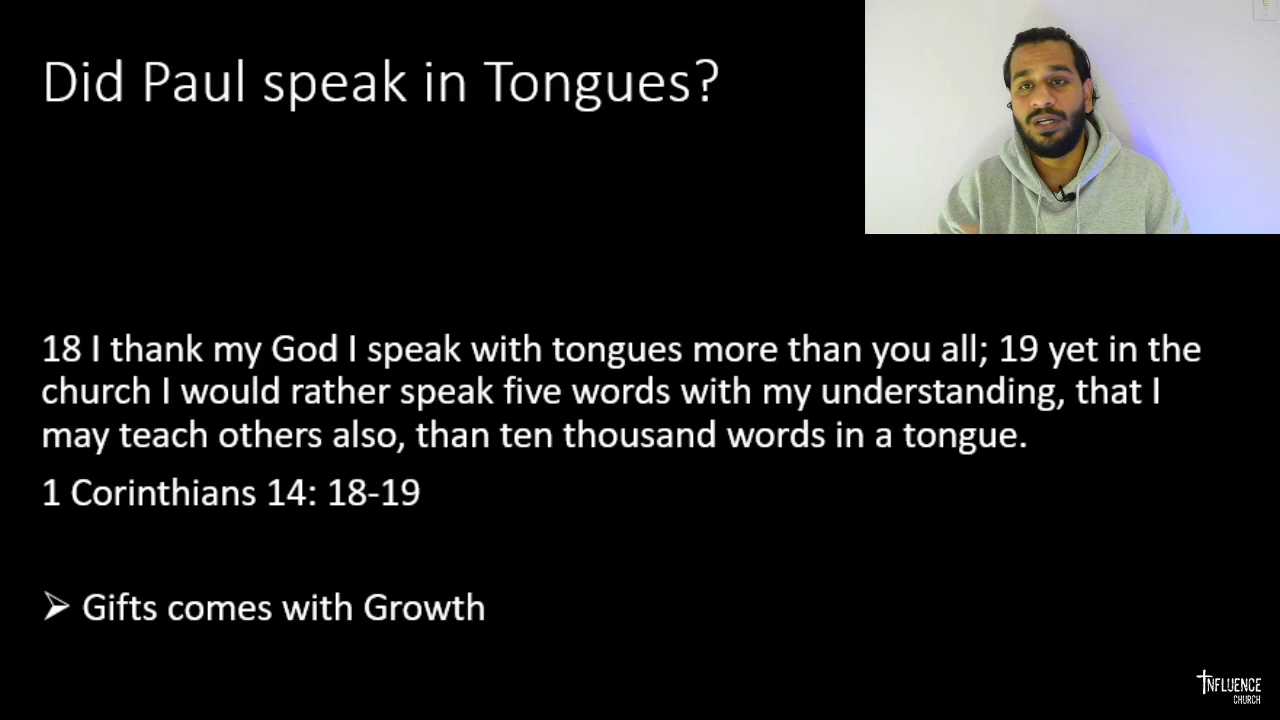 Did Paul speak in Tongues?
18 I thank my God I speak with tongues more than you all; 19 yet in the
church I would rather speak five words with my understanding, that I
may teach others also, than ten thousand words in a tongue.
1 Corinthians 14: 18-19
➢ Gifts comes with Growth
INFLUENCE
CHURCH